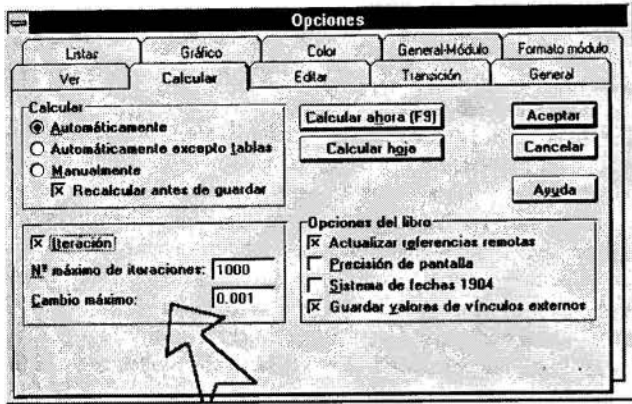 Opciones
Listas Gráfico Color General-Módulo Formato módulo
Ver Calcular Editar Transición General
Calcular
Automáticamente
Automáticamente excepto tablas
Manualmente
Recalcular antes de guardar
Calcular ahora (F9)
Calcular hoja
Aceptar
Cancelar
Ayuda
Iteración
Nº máximo de iteraciones: 1000
Cambio máximo: 0.001
Opciones del libro
Actualizar referencias remotas
Precisión de pantalla
Sistema de fechas 1904
Guardar valores de vínculos externos